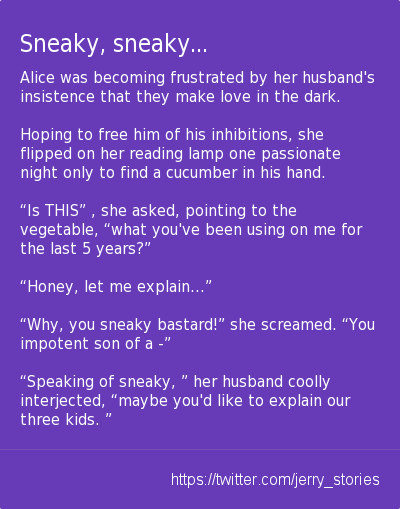 Sneaky, sneaky...
Alice was becoming frustrated by her husband's
insistence that they make love in the dark.
Hoping to free him of his inhibitions, she
flipped on her reading lamp one passionate
night only to find a cucumber in his hand.
“Is THIS” , she asked, pointing to the
vegetable, “what you've been using on me for
the last 5 years?”
“Honey, let me explain...”
“Why, you sneaky bastard!” she screamed. “You
impotent son of a -”
“Speaking of sneaky, ” her husband coolly
interjected, “maybe you'd like to explain our
three kids. ”
https://twitter.com/jerry_stories